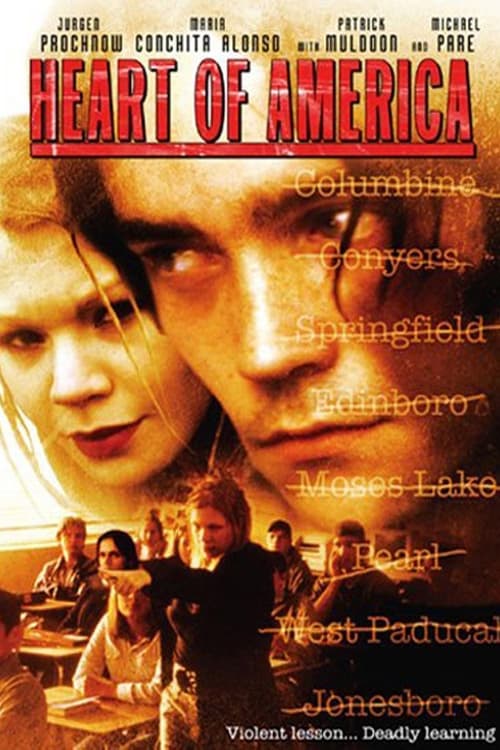 JURGEN MARIA PATRICK MICHAEL
PROCHNOW CONCHITA ALONSO WITH MULDOON AND PARE
HEART OF AMERICA
Columbine
Conyers,
Springfield
Edinboro
Moses Lake
Pearl
West Paducal
Jonesboro
Violent lesson... Deadly learning